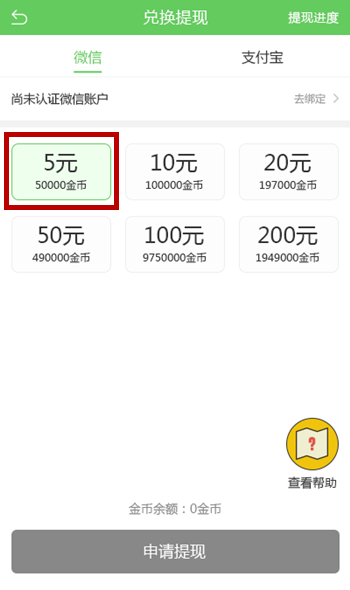 兑换提现 提现进度
微信 支付宝
尚未认证微信账户 去绑定
5元 10元 20元
50000金币 100000金币 197000金币
50元 100元 200元
490000金币 9750000金币 1949000金币
?
查看帮助
金币余额：0金币
申请提现